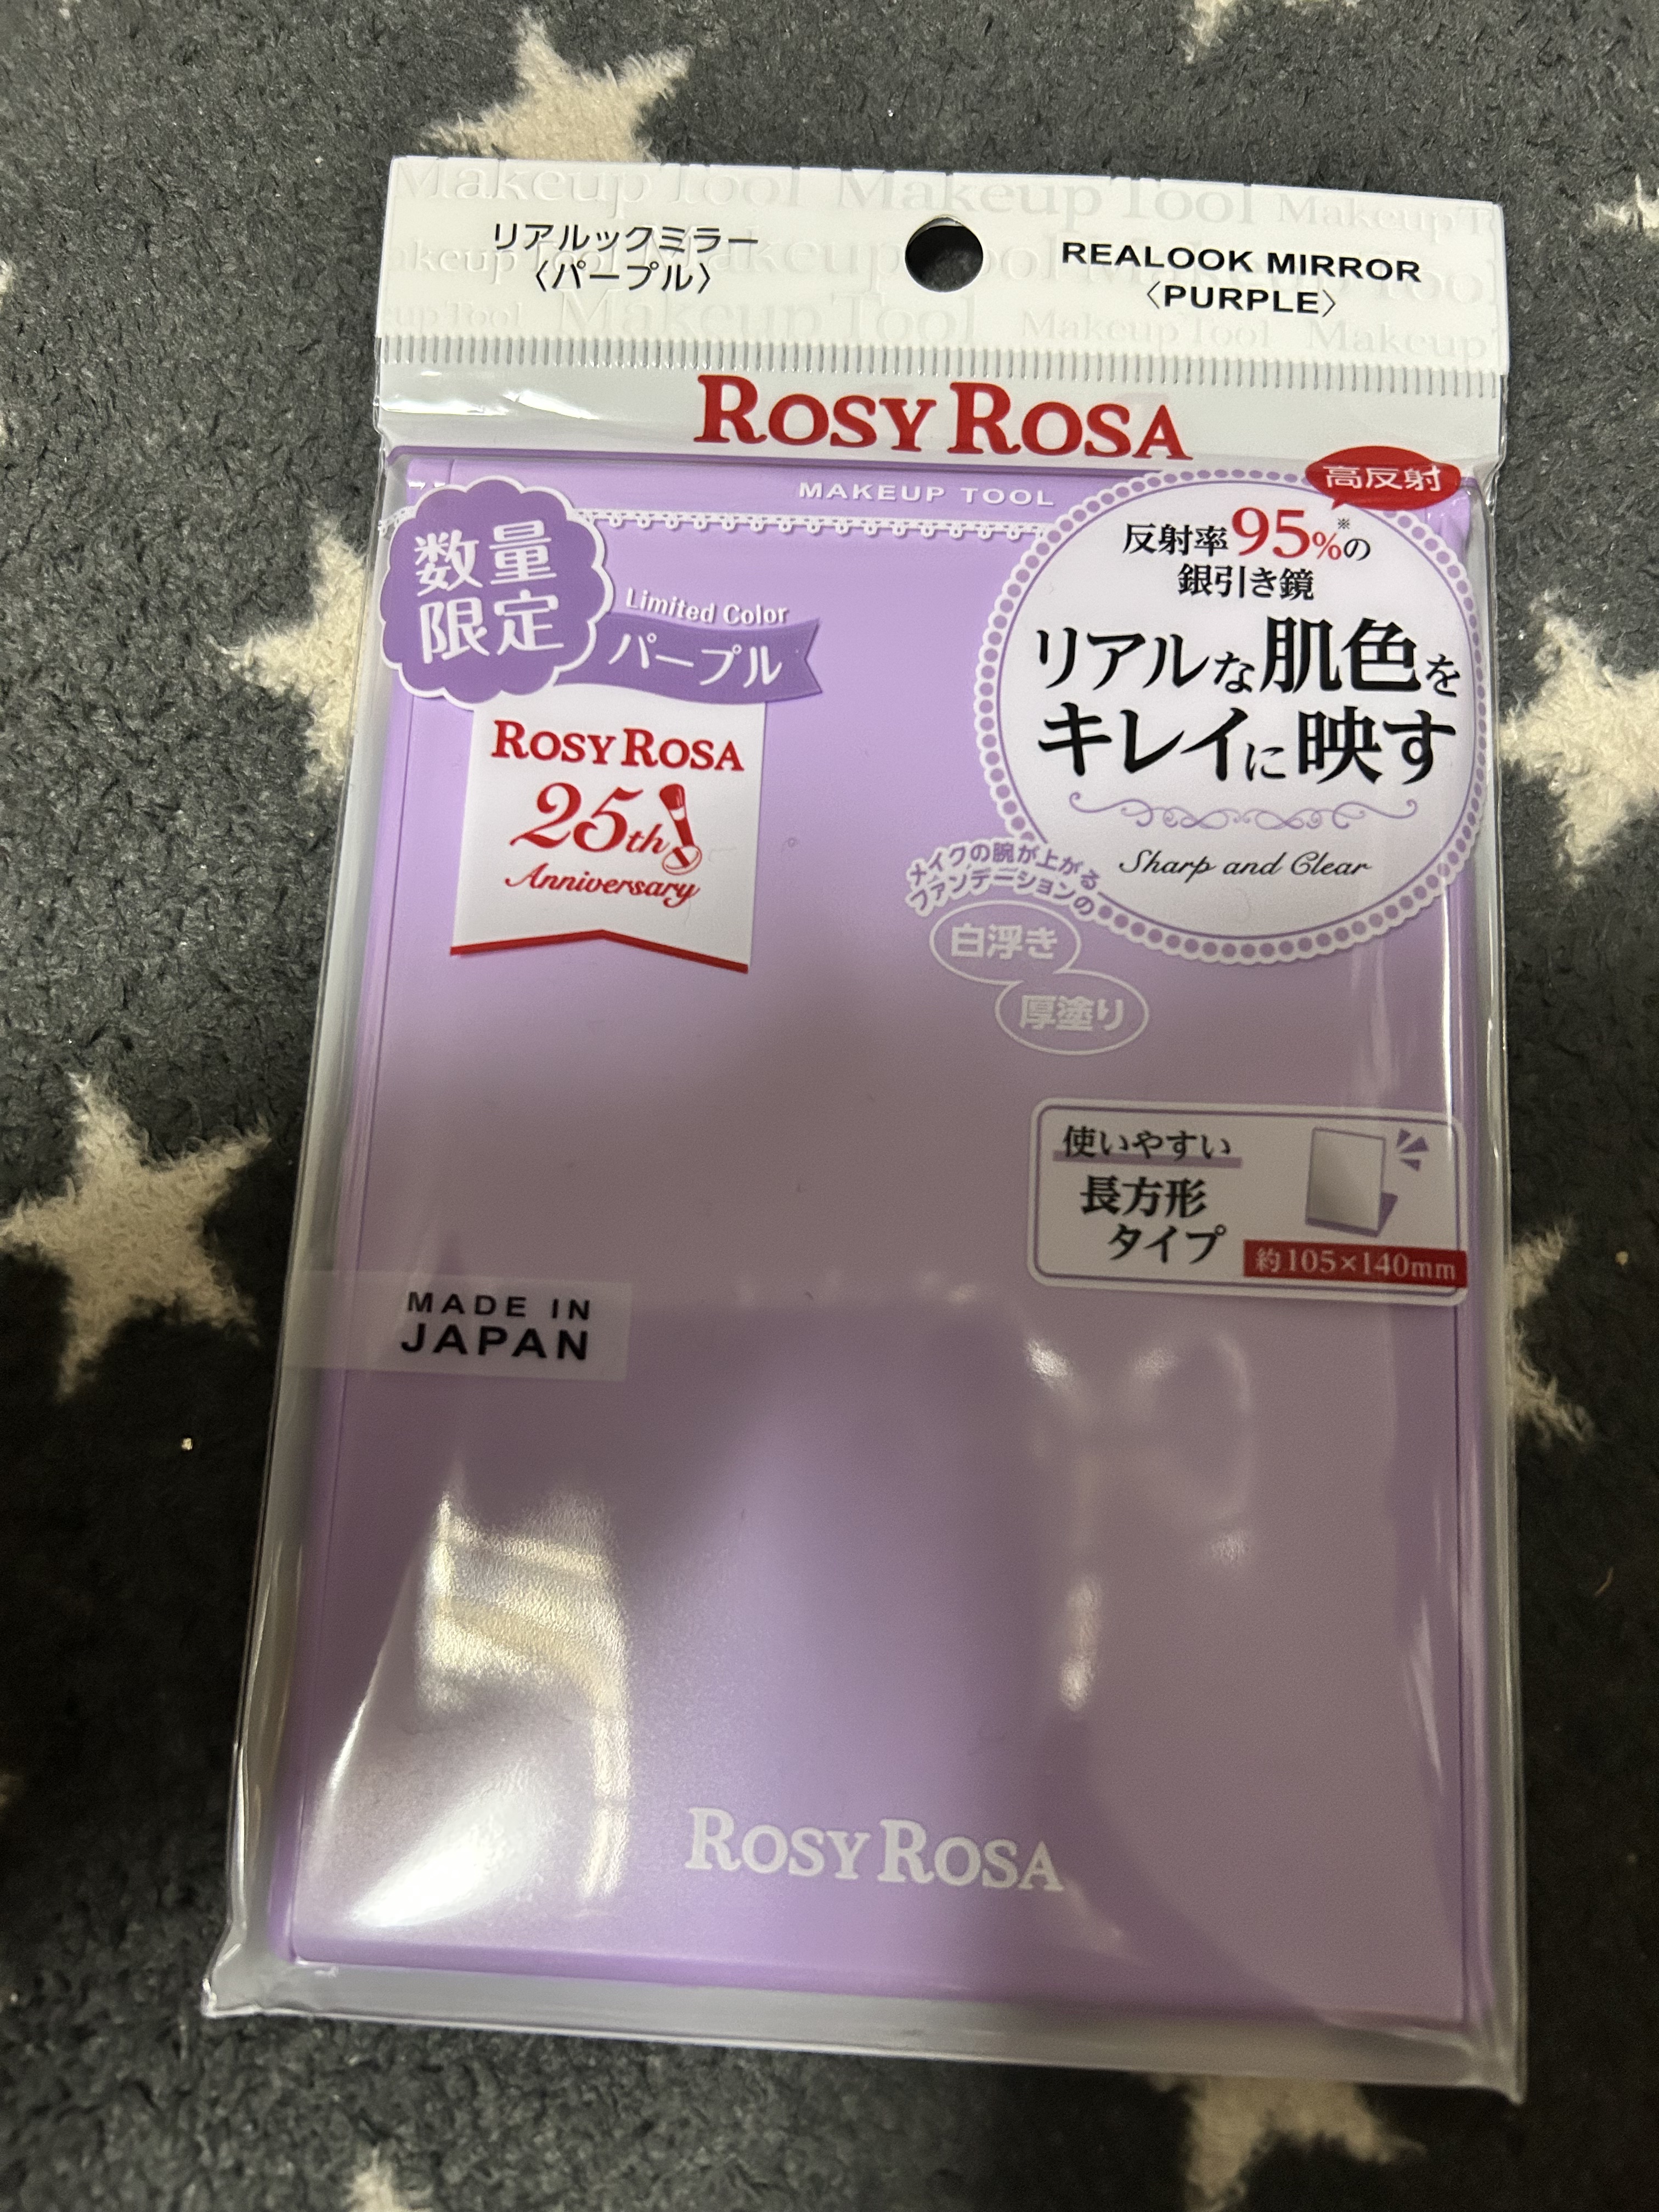 Makeup Tool Makeup Tool Makeup T
リアルックミラー
〈パープル〉
REALOOK MIRROR
〈PURPLE〉
ROSY ROSA
MAKEUP TOOL
数量
限定
Limited Color
パープル
ROSY ROSA
25th
Anniversary
高反射
反射率95%※の
銀引き鏡
リアルな肌色を
キレイに映す
Sharp and Clear
メイクの腕が上がる
ファンデーションの
白浮き
厚塗り
使いやすい
長方形
タイプ
約105×140mm
MADE IN
JAPAN
ROSY ROSA